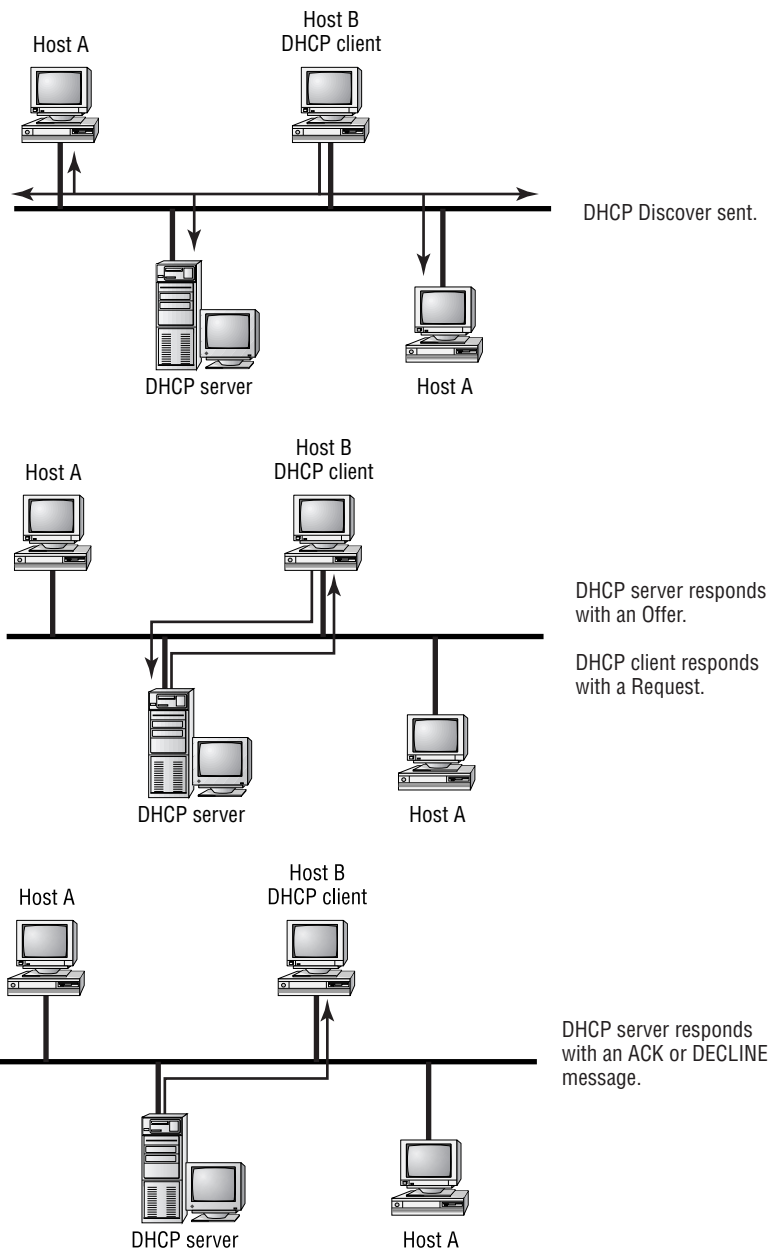 Host A
Host B
DHCP client
DHCP Discover sent.
DHCP server
Host A
Host A
Host B
DHCP client
DHCP server responds
with an Offer.
DHCP client responds
with a Request.
DHCP server
Host A
Host A
Host B
DHCP client
DHCP server responds
with an ACK or DECLINE
message.
DHCP server
Host A